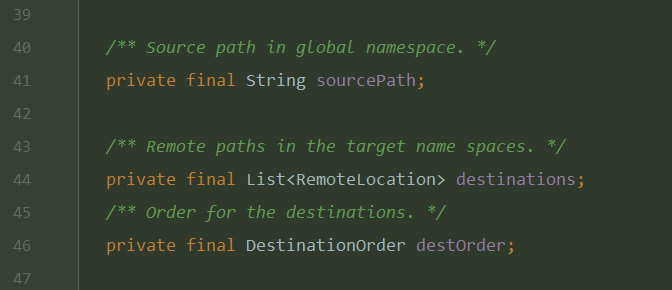 39
40 /** Source path in global namespace. */
41 private final String sourcePath;
42
43 /** Remote paths in the target name spaces. */
44 private final List<RemoteLocation> destinations;
45 /** Order for the destinations. */
46 private final DestinationOrder destOrder;
47